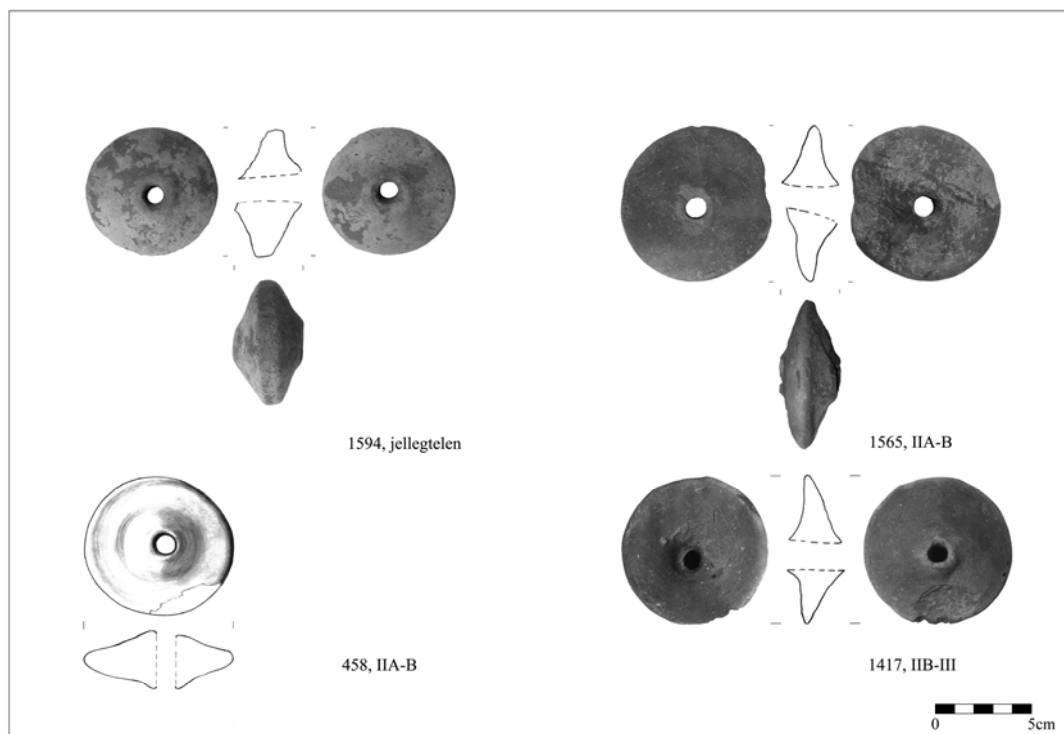 1594, jellegtelen
1565, IIA-B
458, IIA-B
1417, IIB-III
0 5cm